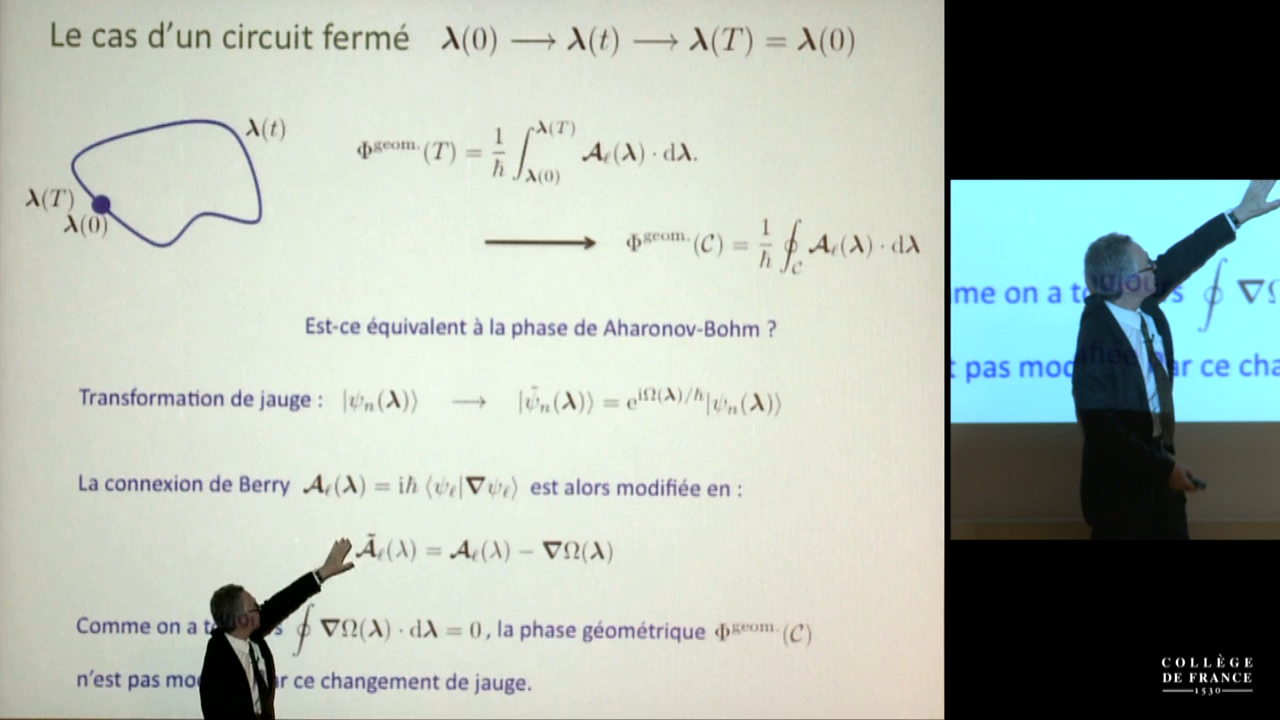 Le cas d'un circuit fermé λ(0) ⟶ λ(t) ⟶ λ(T) = λ(0)
λ(t)
λ(T)
λ(0)
Φ^geom.(T) = 1/ħ ∫_λ(0)^λ(T) 𝓐_ℓ(λ) · dλ.
Φ^geom.(C) = 1/ħ ∮_C 𝓐_ℓ(λ) · dλ
Est-ce équivalent à la phase de Aharonov-Bohm ?
Transformation de jauge : |ψ_n(λ)⟩ ⟶ |ψ̃_n(λ)⟩ = e^{iΩ(λ)/ħ}|ψ_n(λ)⟩
La connexion de Berry 𝓐_ℓ(λ) = iħ ⟨ψ_ℓ|∇ψ_ℓ⟩ est alors modifiée en :
𝓐̃_ℓ(λ) = 𝓐_ℓ(λ) − ∇Ω(λ)
Comme on a ∮ ∇Ω(λ) · dλ = 0, la phase géométrique Φ^geom.(C)
n'est pas ce changement de jauge.
me on a toujours ∮ ∇Ω
pas modifiée par ce cha
COLLÈGE
DE FRANCE
1530